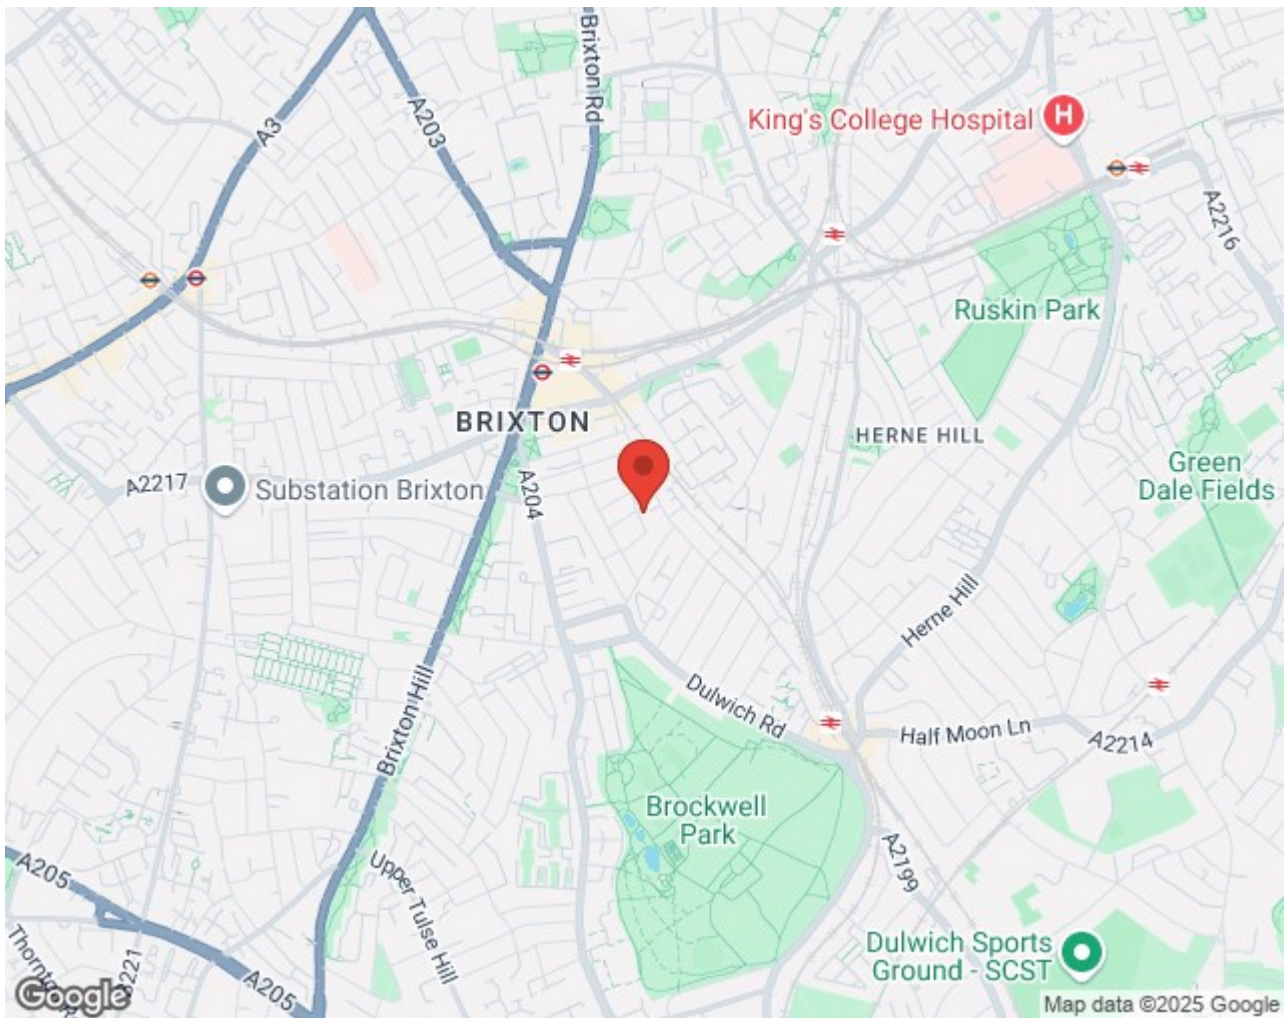 Brixton Rd
A203
A3
King's College Hospital
H
A2216
Ruskin Park
BRIXTON
HERNE HILL
Green
Dale Fields
A2217
Substation Brixton
A204
Herne Hill
Dulwich Rd
Half Moon Ln
A2214
Brixton Hill
Brockwell
Park
A205
Upper Tulse Hill
A2199
Dulwich Sports
Ground - SCST
A221
A205
Google
Map data ©2025 Google